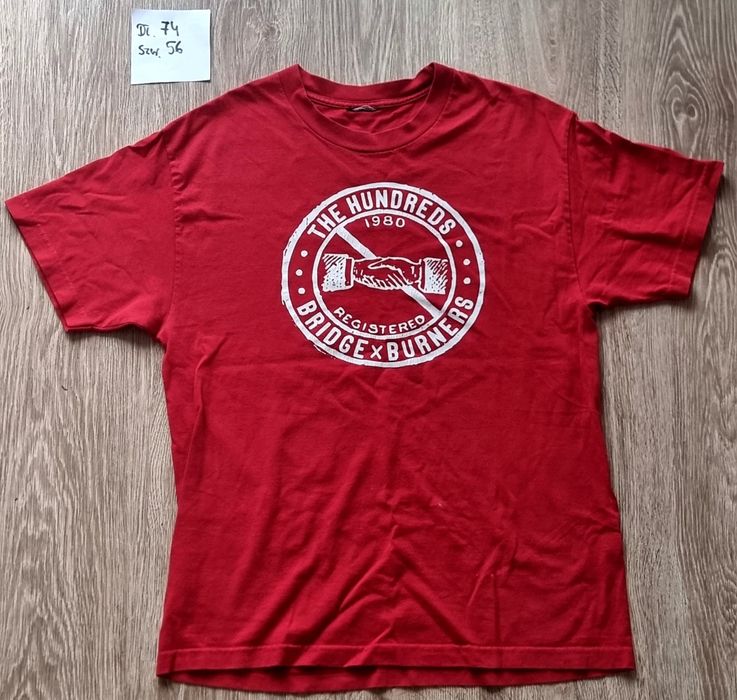 Dł. 74
Szer. 56
THE HUNDREDS
1980
REGISTERED
BRIDGE X BURNERS